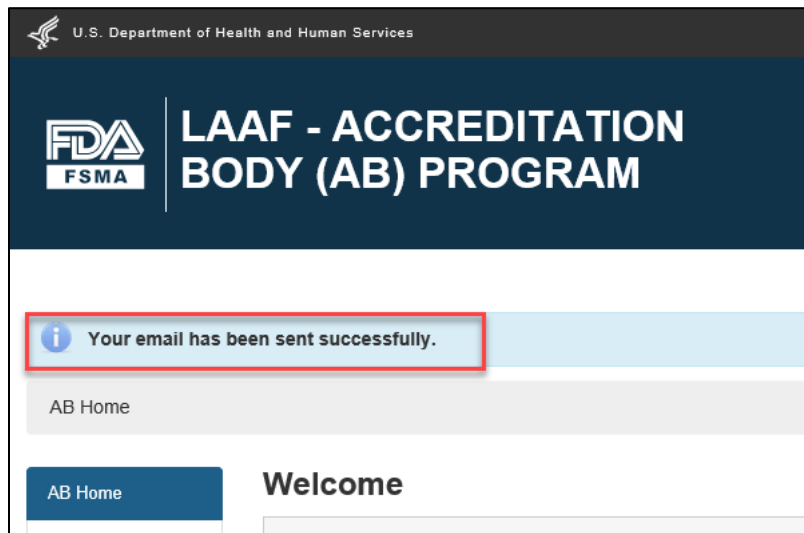 U.S. Department of Health and Human Services
FDA
FSMA
LAAF - ACCREDITATION
BODY (AB) PROGRAM
Your email has been sent successfully.
AB Home
AB Home
Welcome